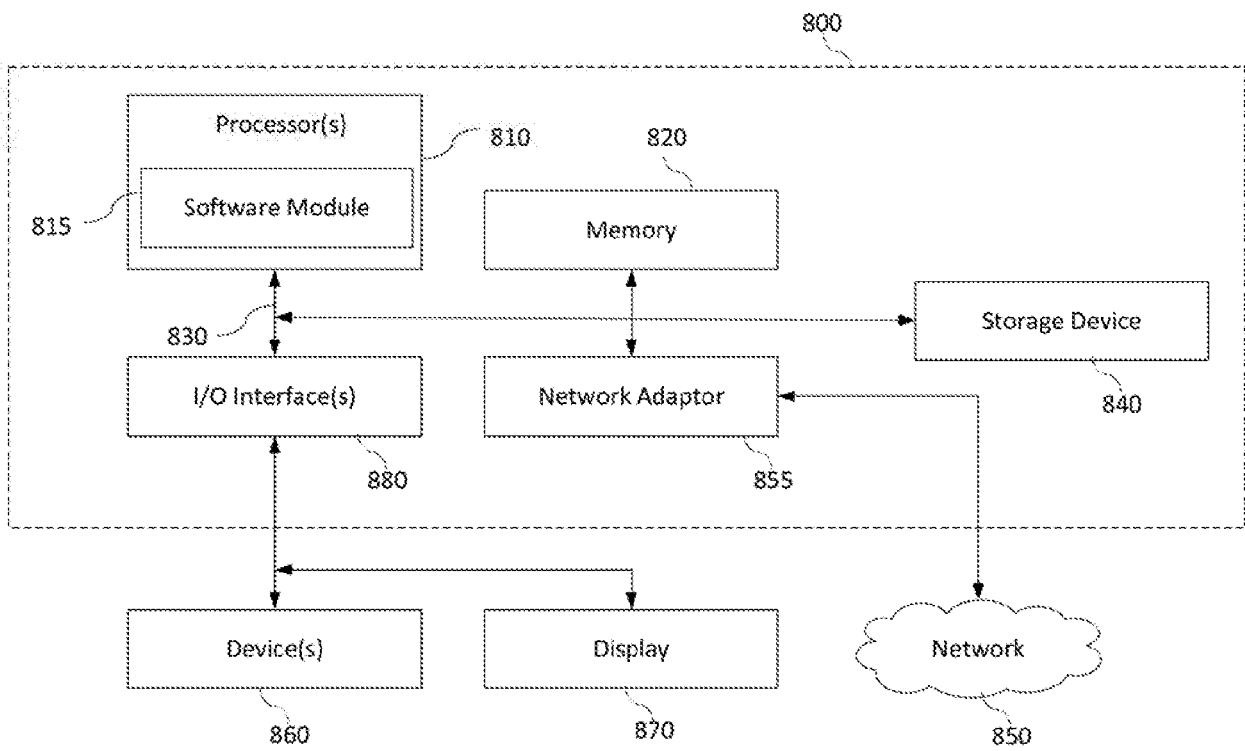 800
Processor(s)
810
820
Software Module
815
Memory
Storage Device
830
I/O Interface(s)
Network Adaptor
840
880
855
Device(s)
Display
Network
860
870
850